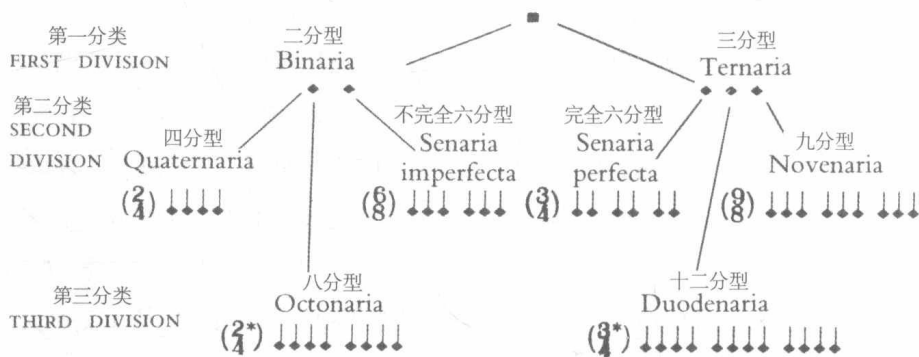 第一分类
FIRST DIVISION
二分型
Binaria
三分型
Ternaria
第二分类
SECOND
DIVISION
四分型
Quaternaria
(2/4)
不完全六分型
Senaria
imperfecta
(6/8)
完全六分型
Senaria
perfecta
(3/4)
九分型
Novenaria
(9/8)
第三分类
THIRD DIVISION
八分型
Octonaria
(2/4*)
十二分型
Duodenaria
(3/4*)